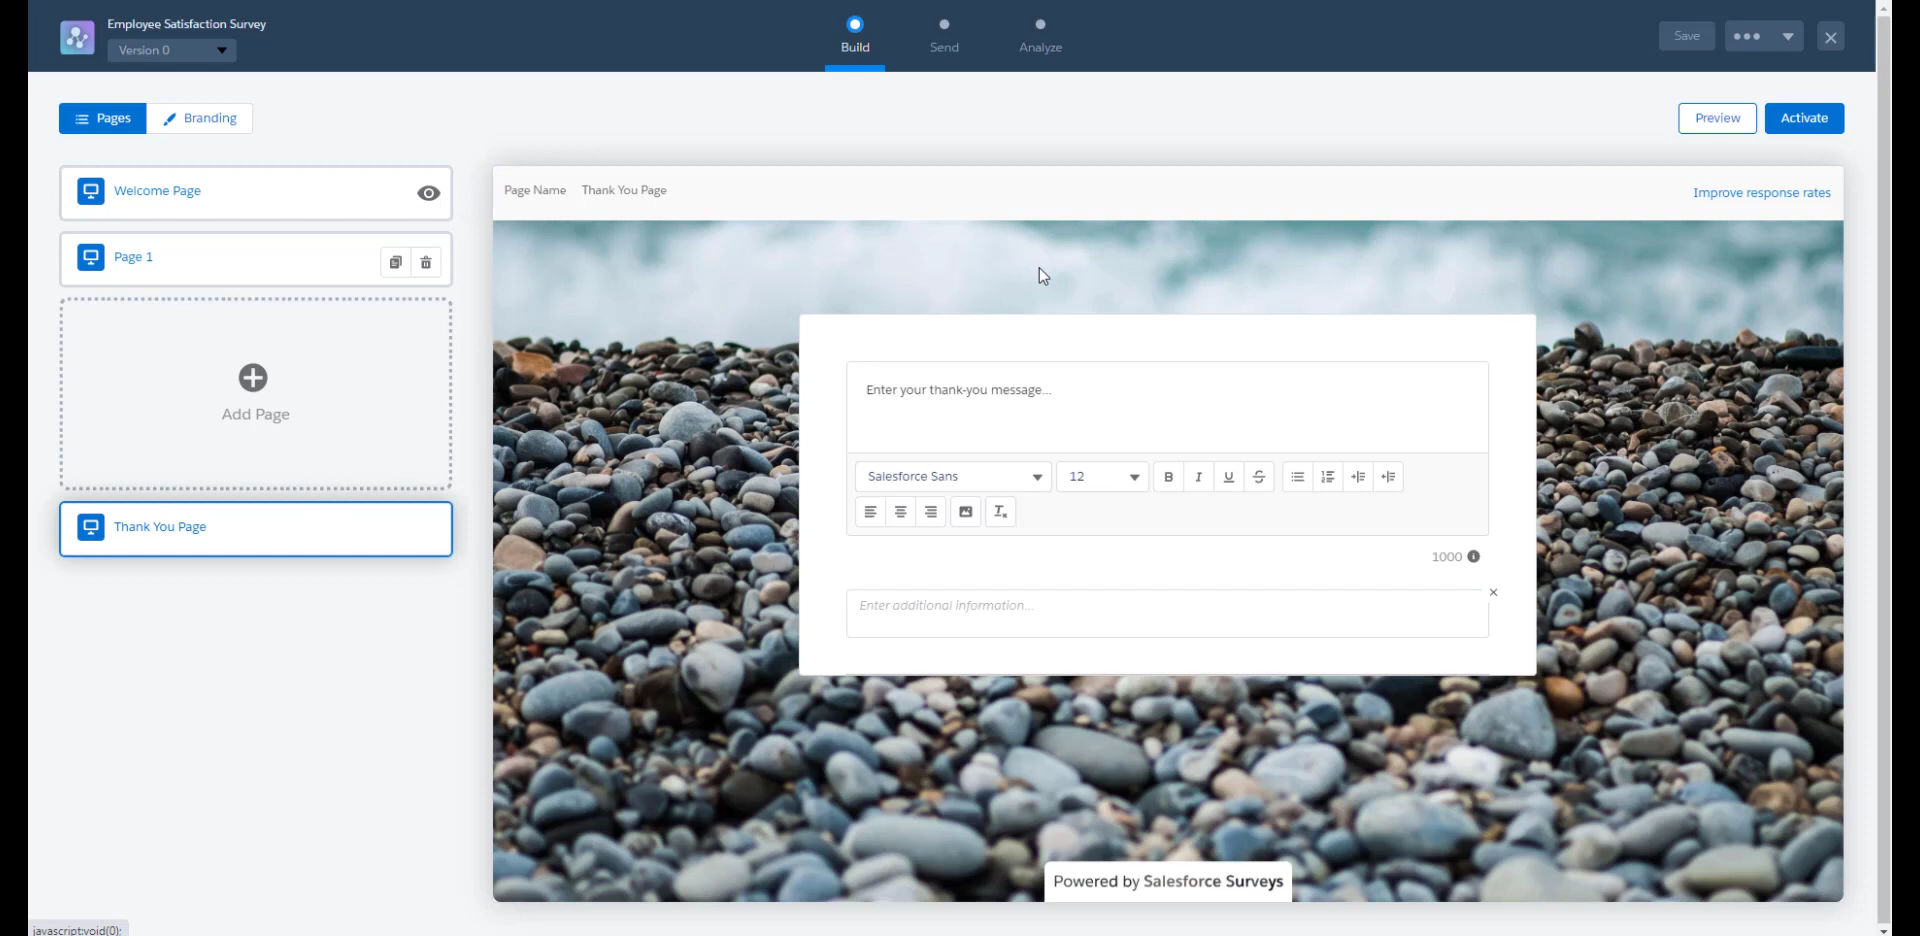 Employee Satisfaction Survey
Version 0
Build
Send
Analyze
Save
Pages
Branding
Preview
Activate
Welcome Page
Page 1
Add Page
Thank You Page
Page Name Thank You Page
Improve response rates
Enter your thank-you message...
Salesforce Sans
12
B I U S
1000
Enter additional information...
Powered by Salesforce Surveys
javascript:void(0);